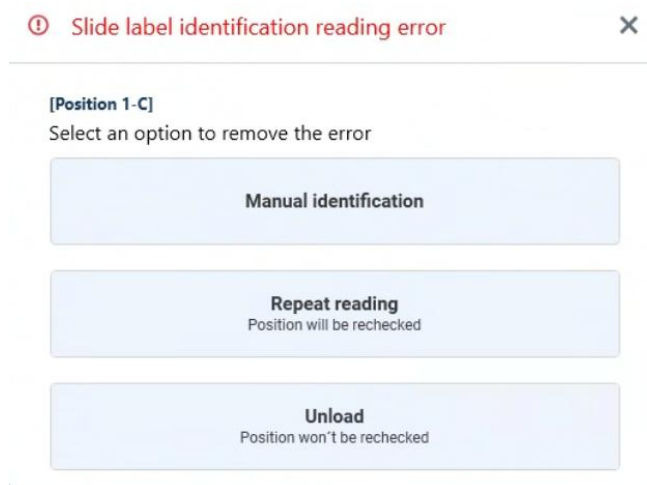 Slide label identification reading error
[Position 1-C]
Select an option to remove the error
Manual identification
Repeat reading
Position will be rechecked
Unload
Position won´t be rechecked